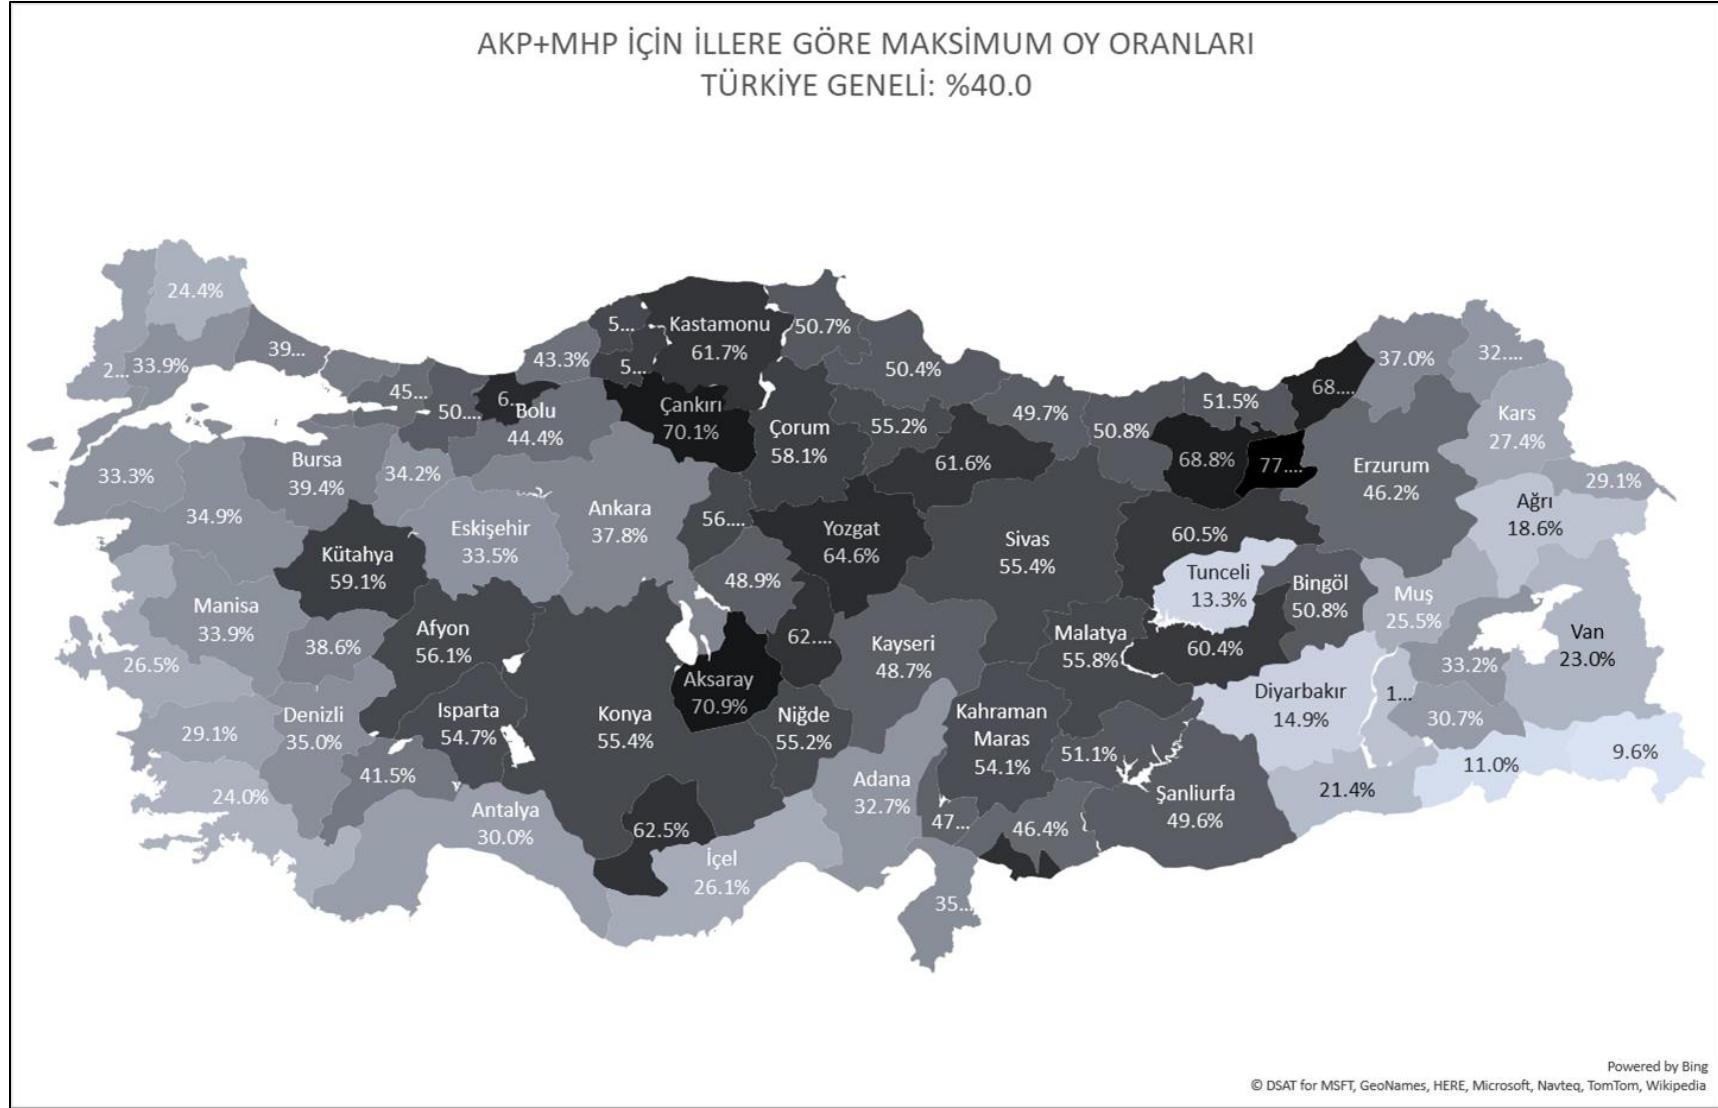 AKP+MHP İÇİN İLLERE GÖRE MAKSİMUM OY ORANLARI
TÜRKİYE GENELİ: %40.0
24.4%
2...
33.9%
39...
45...
50....
6...
Bolu
44.4%
43.3%
5...
5...
Kastamonu
61.7%
50.7%
50.4%
Çankırı
70.1%
Çorum
58.1%
55.2%
61.6%
49.7%
50.8%
51.5%
68....
37.0%
32....
68.8%
77....
Erzurum
46.2%
Kars
27.4%
29.1%
Ağrı
18.6%
33.3%
34.9%
Bursa
39.4%
34.2%
Eskişehir
33.5%
Ankara
37.8%
56....
Yozgat
64.6%
Sivas
55.4%
60.5%
Tunceli
13.3%
Bingöl
50.8%
Muş
25.5%
Van
23.0%
Kütahya
59.1%
48.9%
Manisa
33.9%
38.6%
Afyon
56.1%
62....
Kayseri
48.7%
Malatya
55.8%
60.4%
33.2%
26.5%
29.1%
Denizli
35.0%
Isparta
54.7%
Konya
55.4%
Aksaray
70.9%
Niğde
55.2%
Kahraman
Maras
54.1%
51.1%
Diyarbakır
14.9%
1...
30.7%
9.6%
11.0%
21.4%
24.0%
41.5%
Antalya
30.0%
62.5%
İçel
26.1%
Adana
32.7%
47...
46.4%
Şanliurfa
49.6%
35...
Powered by Bing
© DSAT for MSFT, GeoNames, HERE, Microsoft, Navteq, TomTom, Wikipedia